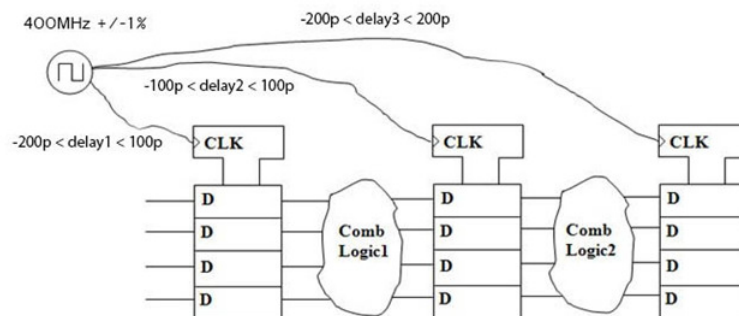 400MHz +/-1%
-200p < delay3 < 200p
-100p < delay2 < 100p
-200p < delay1 < 100p
CLK CLK CLK
D D D
D D D
Comb Logic1
Comb Logic2
D D D
D D D